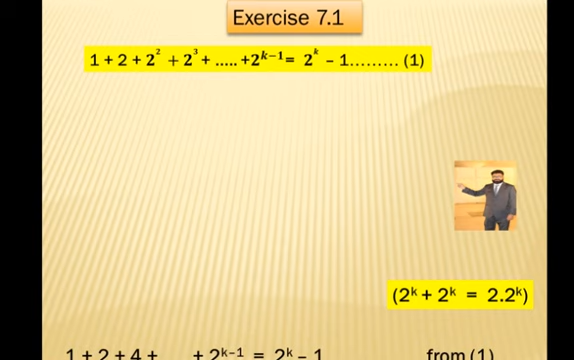 Exercise 7.1
1 + 2 + 2² + 2³ + ..... +2ᵏ⁻¹= 2ᵏ – 1......... (1)
(2ᵏ + 2ᵏ = 2.2ᵏ)
1 + 2 + 4 + + 2ᵏ⁻¹ = 2ᵏ – 1 from (1)